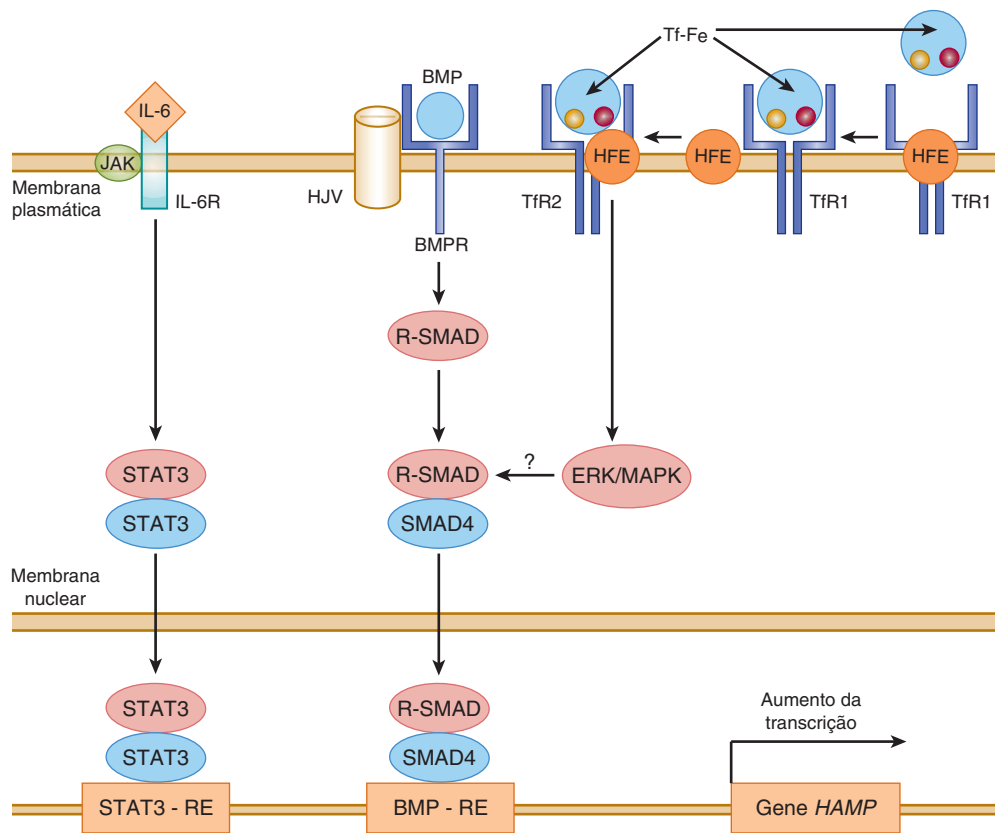 Tf-Fe
BMP
IL-6
JAK
HFE
HFE
HFE
Membrana
plasmática
IL-6R
HJV
TfR2
TfR1
TfR1
BMPR
R-SMAD
STAT3
STAT3
R-SMAD
SMAD4
?
ERK/MAPK
Membrana
nuclear
STAT3
STAT3
R-SMAD
SMAD4
Aumento da
transcrição
STAT3 - RE
BMP - RE
Gene HAMP